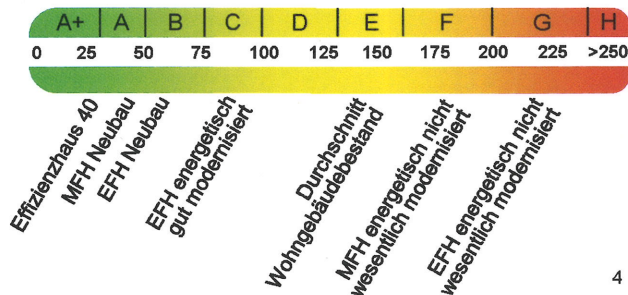 A+ A B C D E F G H
0 25 50 75 100 125 150 175 200 225 >250
Effizienzhaus 40
MFH Neubau
EFH Neubau
EFH energetisch
gut modernisiert
Durchschnitt
Wohngebäudebestand
MFH energetisch nicht
wesentlich modernisiert
EFH energetisch nicht
wesentlich modernisiert
4